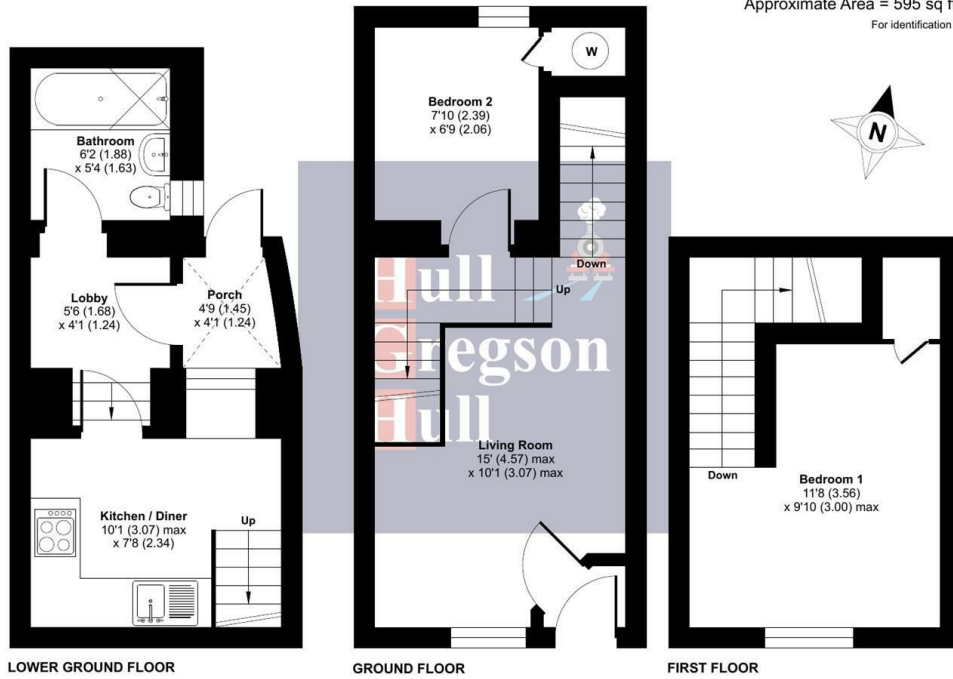 Approximate Area = 595 sq f
For identification
Bathroom
6'2 (1.88)
x 5'4 (1.63)
Lobby
5'6 (1.68)
x 4'1 (1.24)
Porch
4'9 (1.45)
x 4'1 (1.24)
Kitchen / Diner
10'1 (3.07) max
x 7'8 (2.34)
Up
LOWER GROUND FLOOR
Bedroom 2
7'10 (2.39)
x 6'9 (2.06)
W
Down
Up
Hull
Gregson
Hull
Living Room
15' (4.57) max
x 10'1 (3.07) max
GROUND FLOOR
N
Down
Bedroom 1
11'8 (3.56)
x 9'10 (3.00) max
FIRST FLOOR